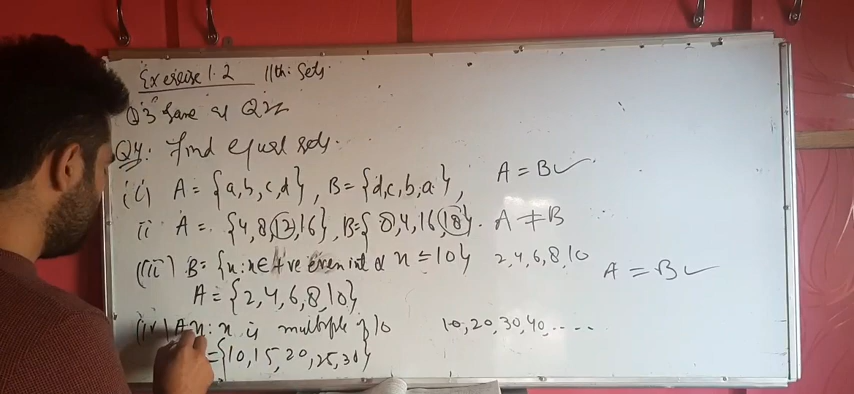 Exercise 1.2 11th: Sets.
Q3 Same as Q2
Q4: Find equal sets.
(i) A = {a,b,c,d}, B = {d,c,b,a}, A = B ✓
ii A = {4,8,12,16}, B = {8,4,16,18}. A ≠ B
(iii) B = {x:x∈ +ve even int & x ≤ 10} 2,4,6,8,10
A = {2,4,6,8,10} A = B ✓
(iv) A x: x is multiple of 10 10,20,30,40,.....
= {10,15,20,25,30}